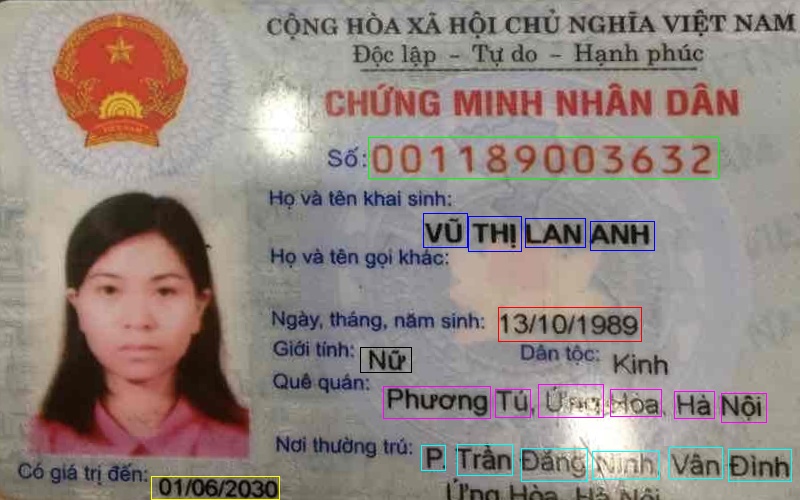 CỘNG HÒA XÃ HỘI CHỦ NGHĨA VIỆT NAM
Độc lập - Tự do - Hạnh phúc
CHỨNG MINH NHÂN DÂN
Số: 001189003632
Họ và tên khai sinh:
VŨ THỊ LAN ANH
Họ và tên gọi khác:
Ngày, tháng, năm sinh: 13/10/1989
Giới tính: Nữ Dân tộc: Kinh
Quê quán: Phương Tú, Ứng Hòa, Hà Nội
Nơi thường trú: P. Trần Đăng Ninh, Vân Đình
Ứng Hòa, Hà Nội
Có giá trị đến: 01/06/2030